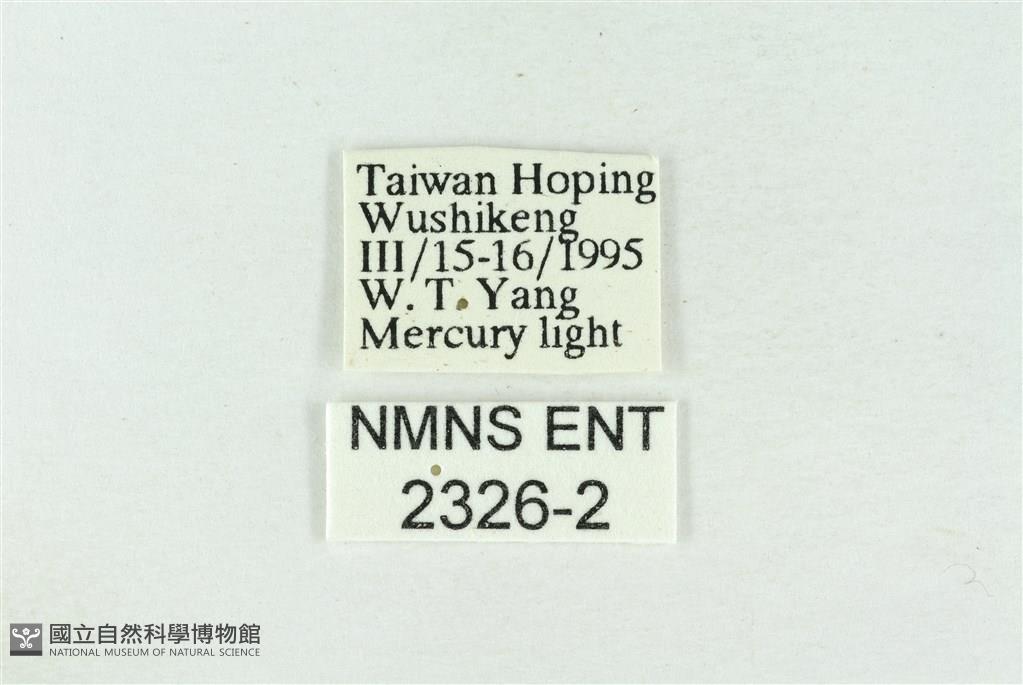 Taiwan Hoping
Wushikeng
III/15-16/1995
W. T. Yang
Mercury light
NMNS ENT
2326-2
國立自然科學博物館
NATIONAL MUSEUM OF NATURAL SCIENCE